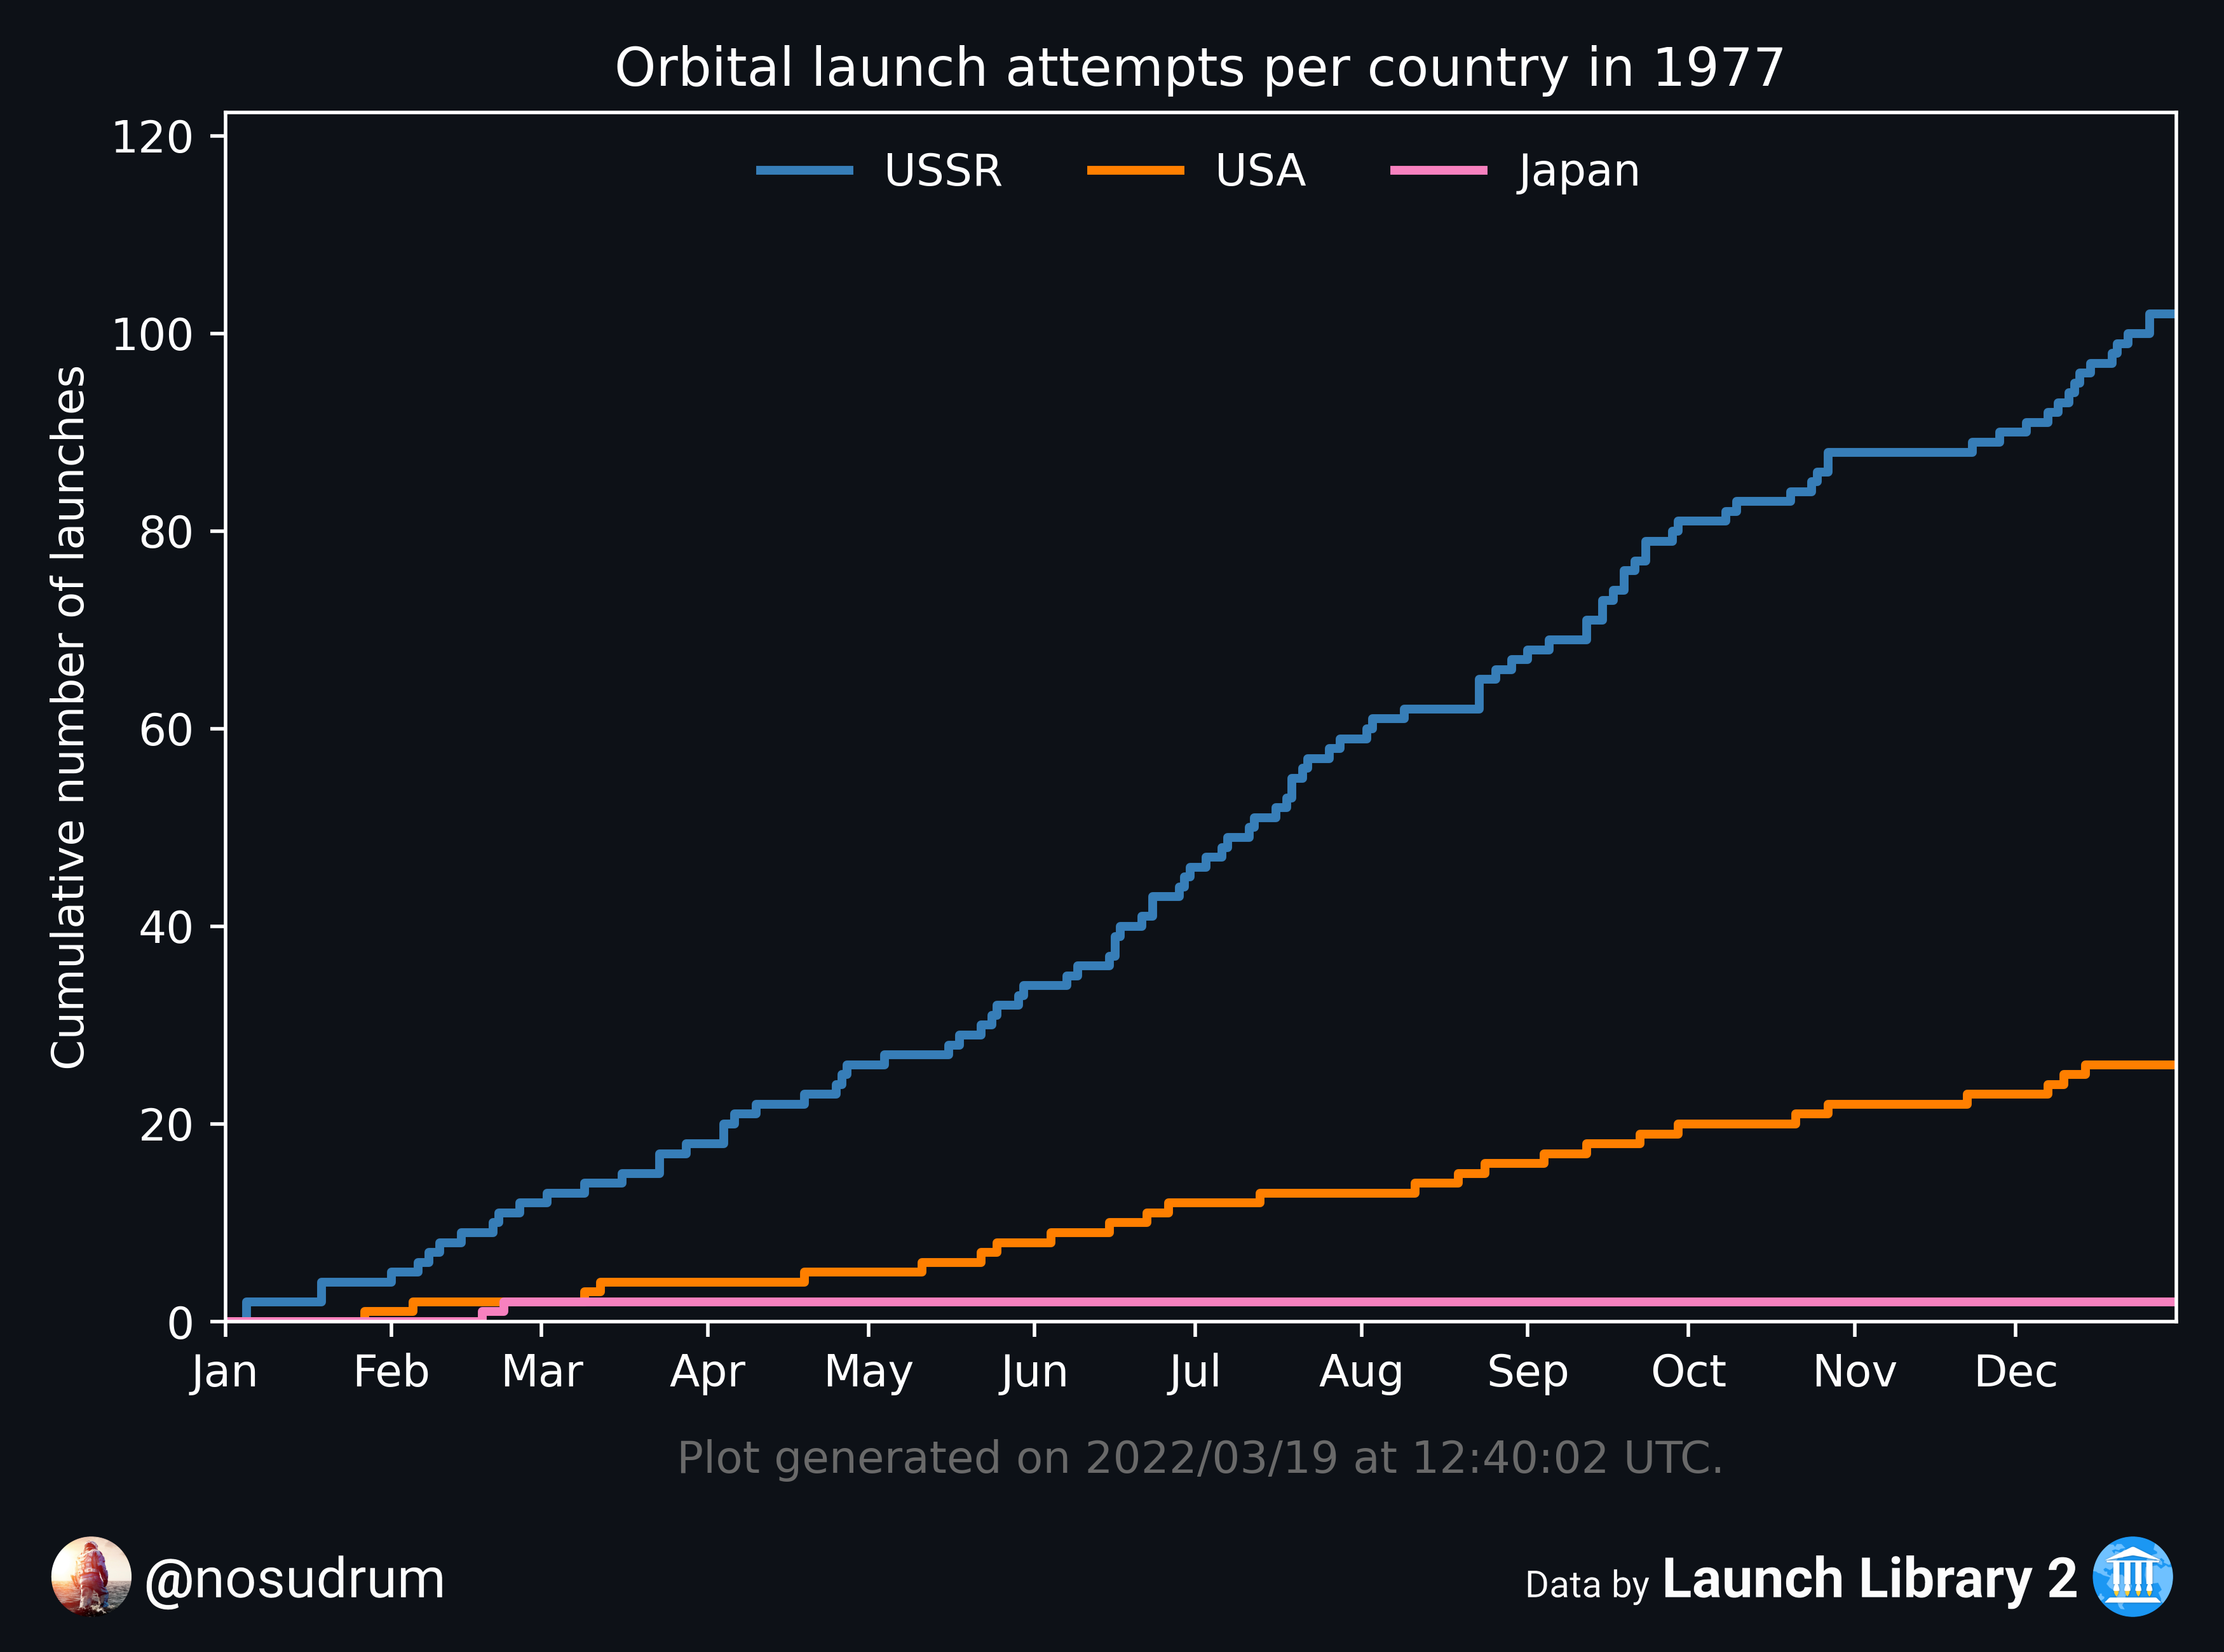 Orbital launch attempts per country in 1977
USSR USA Japan
Cumulative number of launches
120
100
80
60
40
20
0
Jan Feb Mar Apr May Jun Jul Aug Sep Oct Nov Dec
Plot generated on 2022/03/19 at 12:40:02 UTC.
@nosudrum
Data by Launch Library 2